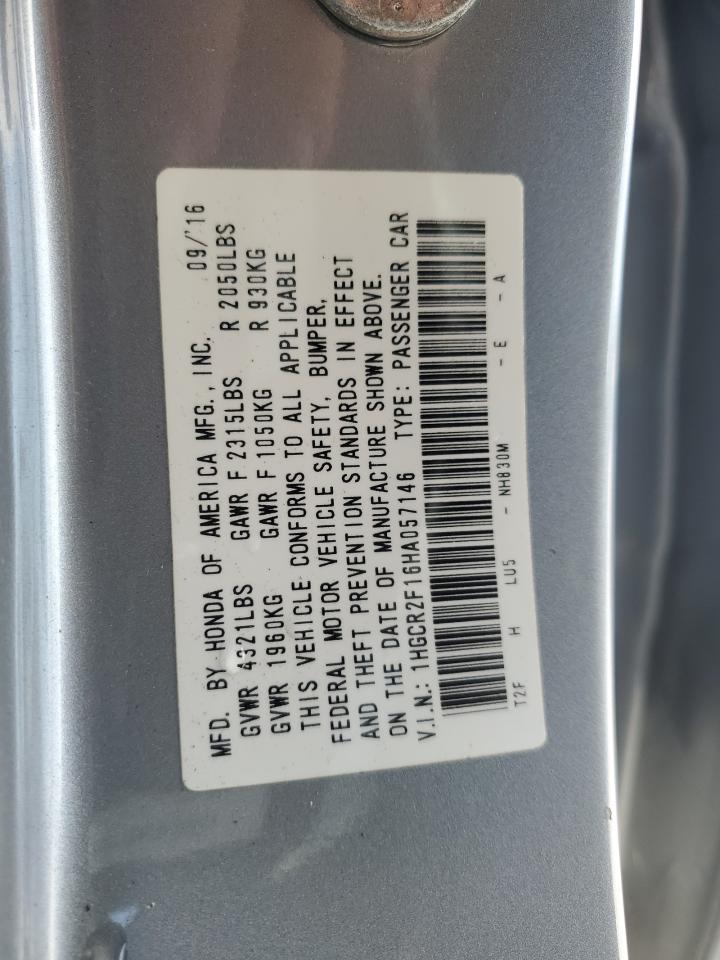 MFD. BY HONDA OF AMERICA MFG., INC. 09/'16
GVWR 4321LBS GAWR F 2315LBS R 2050LBS
GVWR 1960KG GAWR F 1050KG R 930KG
THIS VEHICLE CONFORMS TO ALL APPLICABLE
FEDERAL MOTOR VEHICLE SAFETY, BUMPER,
AND THEFT PREVENTION STANDARDS IN EFFECT
ON THE DATE OF MANUFACTURE SHOWN ABOVE.
V.I.N.: 1HGCR2F16HA057146 TYPE: PASSENGER CAR
H LU5 - NH830M - E - A
T2F